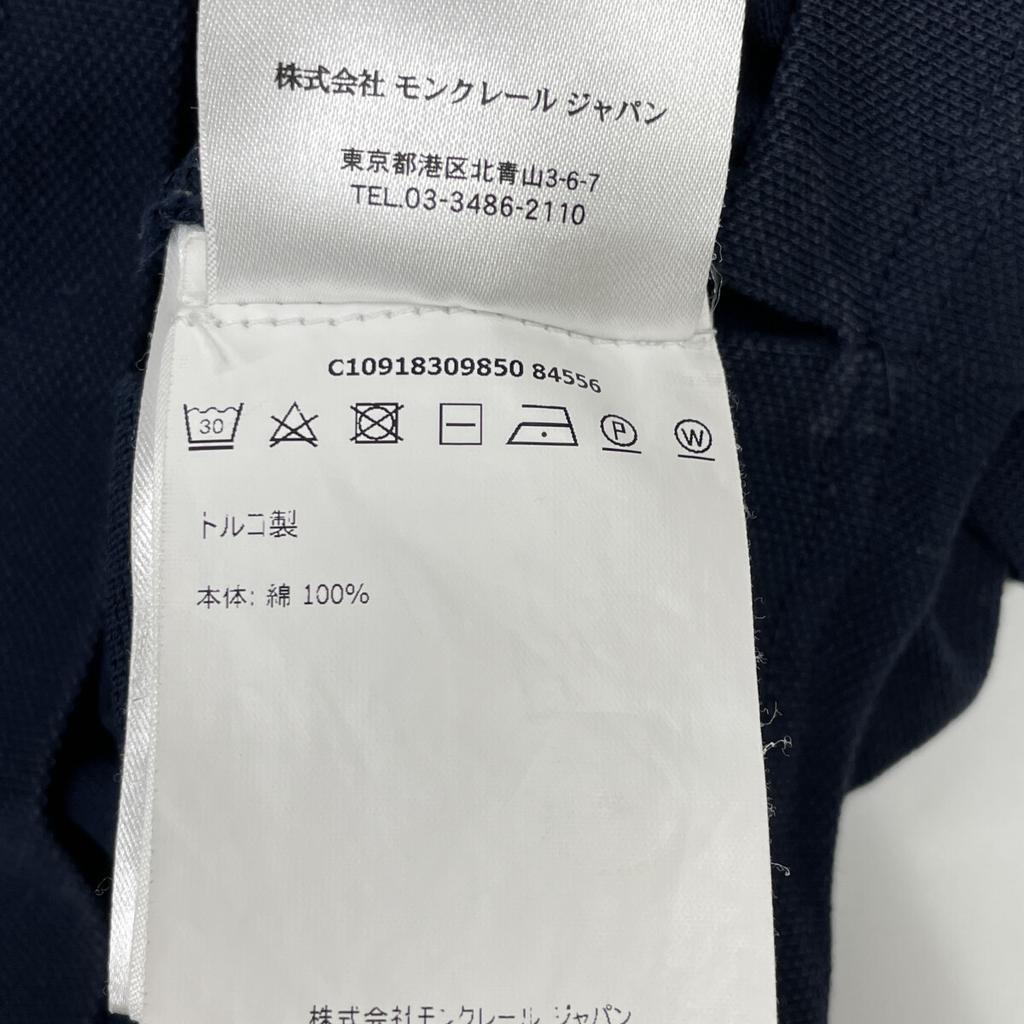 株式会社 モンクレール ジャパン
東京都港区北青山3-6-7
TEL.03-3486-2110
C10918309850 84556
30 P W
トルコ製
本体: 綿 100%
株式会社モンクレール ジャパン